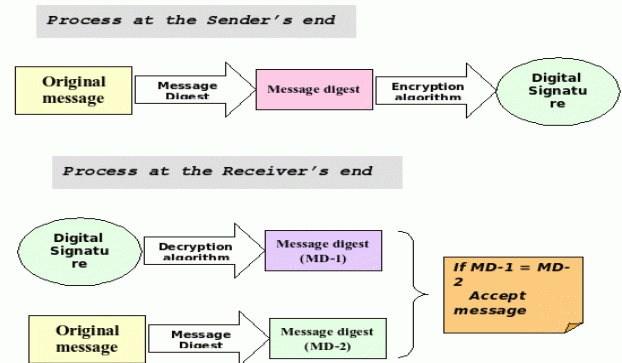 Process at the Sender's end
Original
message
Message
Digest
Message digest
Encryption
algorithm
Digital
Signatu
re
Process at the Receiver's end
Digital
Signatu
re
Decryption
algorithm
Message digest
(MD-1)
If MD-1 = MD-
2
Accept
message
Original
message
Message
Digest
Message digest
(MD-2)